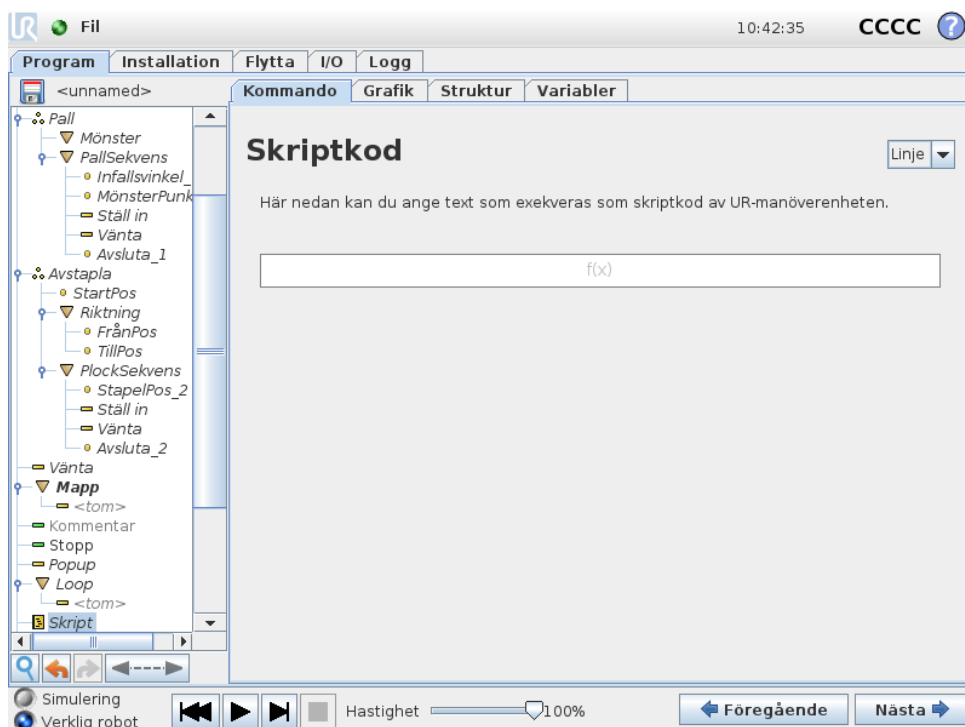 UR Fil 10:42:35 CCCC ?
Program Installation Flytta I/O Logg
<unnamed> Kommando Grafik Struktur Variabler
Pall
Mönster
PallSekvens
Infallsvinkel_
MönsterPunk
Ställ in
Vänta
Avsluta_1
Avstapla
StartPos
Riktning
FrånPos
TillPos
PlockSekvens
StapelPos_2
Ställ in
Vänta
Avsluta_2
Vänta
Mapp
<tom>
Kommentar
Stopp
Popup
Loop
<tom>
Skript
Skriptkod
Linje
Här nedan kan du ange text som exekveras som skriptkod av UR-manöverenheten.
f(x)
Simulering
Verklig robot
Hastighet 100%
Föregående Nästa